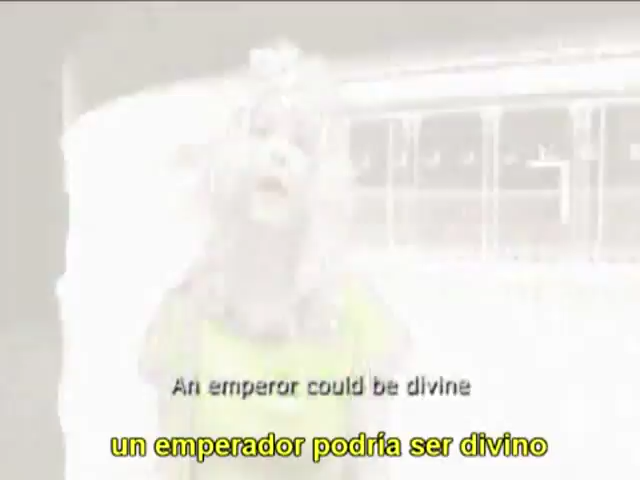 An emperor could be divine
un emperador podría ser divino